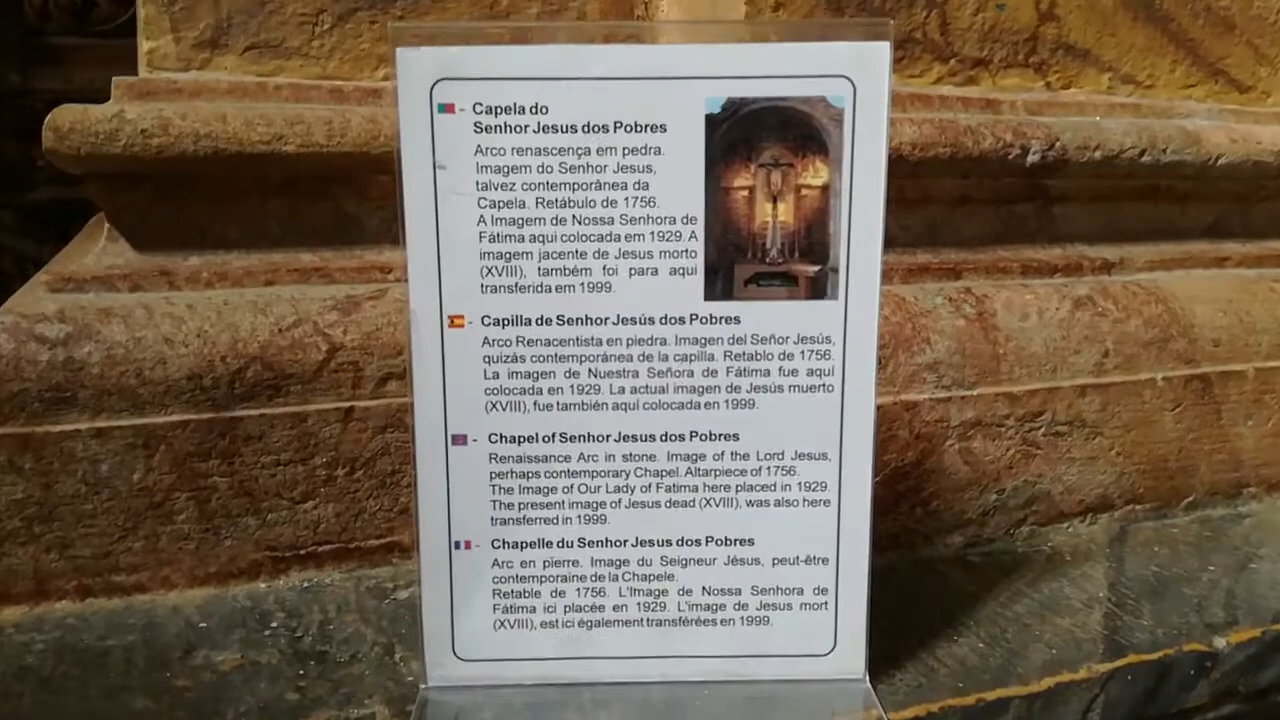 - Capela do
Senhor Jesus dos Pobres
Arco renascença em pedra.
Imagem do Senhor Jesus,
talvez contemporânea da
Capela. Retábulo de 1756.
A Imagem de Nossa Senhora de
Fátima aqui colocada em 1929. A
imagem jacente de Jesus morto
(XVIII), também foi para aqui
transferida em 1999.
- Capilla de Senhor Jesús dos Pobres
Arco Renacentista en piedra. Imagen del Señor Jesús,
quizás contemporánea de la capilla. Retablo de 1756.
La imagen de Nuestra Señora de Fátima fue aquí
colocada en 1929. La actual imagen de Jesús muerto
(XVIII), fue también aquí colocada en 1999.
- Chapel of Senhor Jesus dos Pobres
Renaissance Arc in stone. Image of the Lord Jesus,
perhaps contemporary Chapel. Altarpiece of 1756.
The Image of Our Lady of Fatima here placed in 1929.
The present image of Jesus dead (XVIII), was also here
transferred in 1999.
- Chapelle du Senhor Jesus dos Pobres
Arc en pierre. Image du Seigneur Jésus, peut-être
contemporaine de la Chapele.
Retable de 1756. L'Image de Nossa Senhora de
Fátima ici placée en 1929. L'image de Jesus mort
(XVIII), est ici également transférées en 1999.